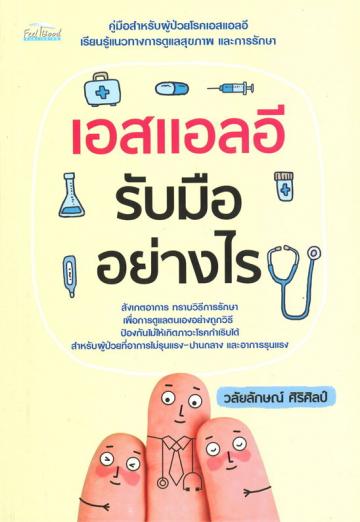 Feel Good
PUBLISHING
คู่มือสำหรับผู้ป่วยโรคเอสแอลอี
เรียนรู้แนวทางการดูแลสุขภาพ และการรักษา
เอสแอลอี
รับมือ
อย่างไร
สังเกตอาการ ทราบวิธีการรักษา
เพื่อการดูแลตนเองอย่างถูกวิธี
ป้องกันไม่ให้เกิดภาวะโรคกำเริบได้
สำหรับผู้ป่วยที่อาการไม่รุนแรง-ปานกลาง และอาการรุนแรง
วลัยลักษณ์ ศิริศิลป์